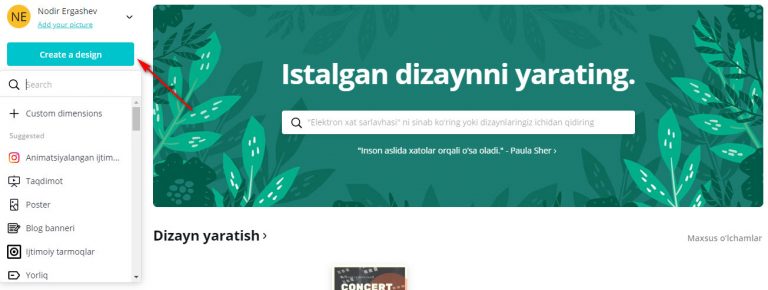 NE
Nodir Ergashev
Add your picture
Create a design
Search
Custom dimensions
Suggested
Animatsiyalangan ijtim...
Taqdimot
Poster
Blog banneri
Ijtimoiy tarmoqlar
Yorliq
Istalgan dizaynni yarating.
"Elektron xat sarlavhasi" ni sinab ko'ring yoki dizaynlaringiz ichidan qidiring
"Inson aslida xatolar orqali o'sa oladi." - Paula Sher ›
Dizayn yaratish ›
Maxsus o'lchamlar
CONCERT